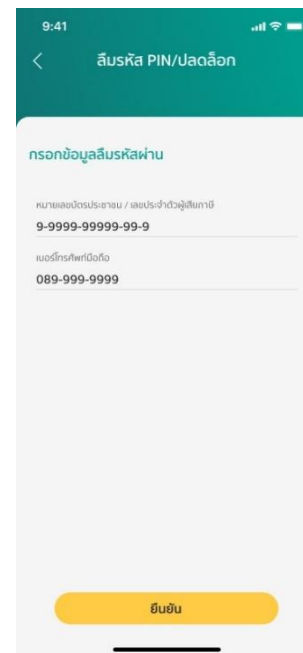 9:41
ลืมรหัส PIN/ปลดล็อก
กรอกข้อมูลลืมรหัสผ่าน
หมายเลขบัตรประชาชน / เลขประจำตัวผู้เสียภาษี
9-9999-99999-99-9
เบอร์โทรศัพท์มือถือ
089-999-9999
ยืนยัน